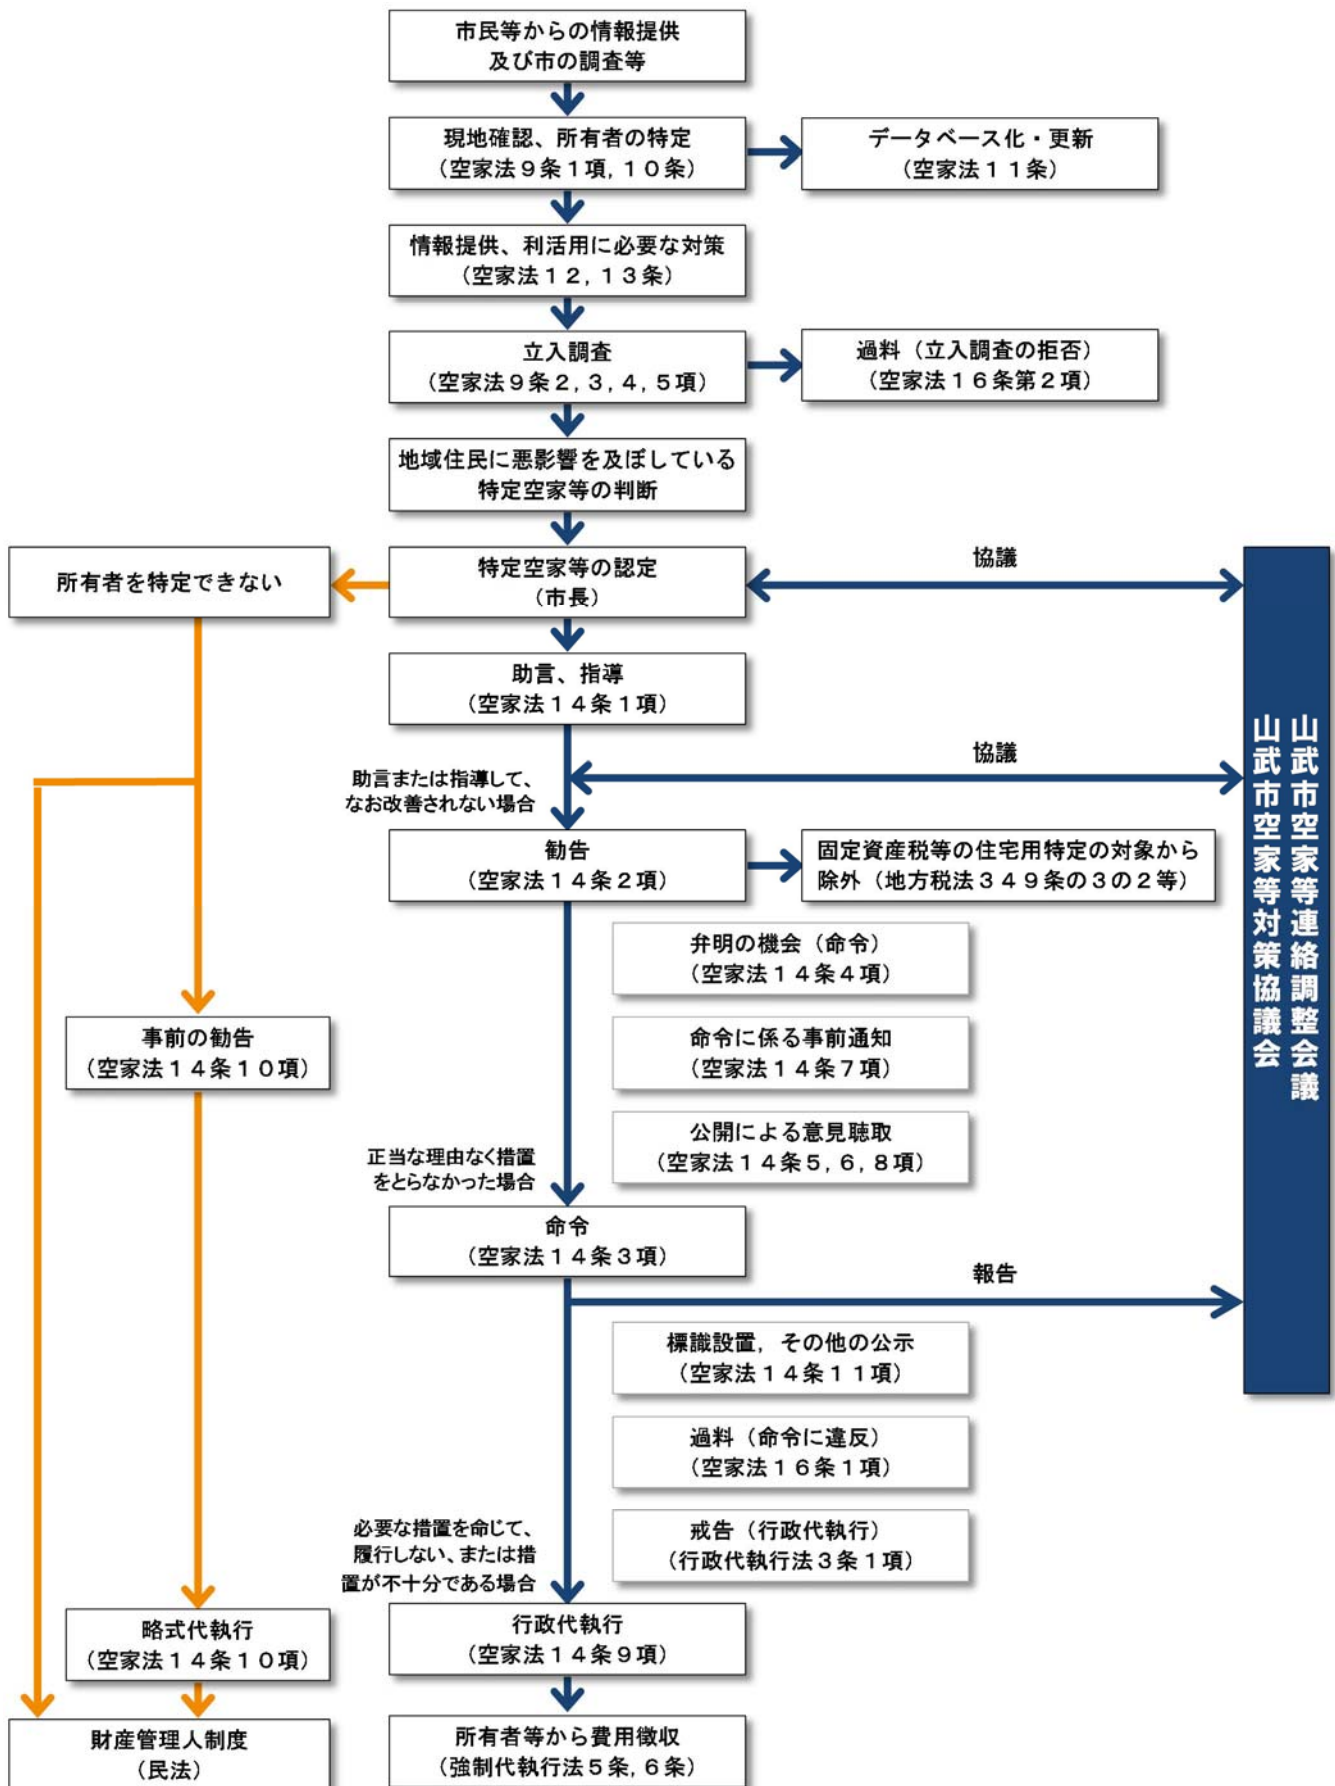 市民等からの情報提供
及び市の調査等
現地確認、所有者の特定
（空家法９条１項，１０条）
データベース化・更新
（空家法１１条）
情報提供、利活用に必要な対策
（空家法１２，１３条）
立入調査
（空家法９条２，３，４，５項）
過料（立入調査の拒否）
（空家法１６条第２項）
地域住民に悪影響を及ぼしている
特定空家等の判断
所有者を特定できない
特定空家等の認定
（市長）
協議
助言、指導
（空家法１４条１項）
協議
助言または指導して、
なお改善されない場合
勧告
（空家法１４条２項）
固定資産税等の住宅用特定の対象から
除外（地方税法３４９条の３の２等）
弁明の機会（命令）
（空家法１４条４項）
事前の勧告
（空家法１４条１０項）
命令に係る事前通知
（空家法１４条７項）
公開による意見聴取
（空家法１４条５，６，８項）
正当な理由なく措置
をとらなかった場合
命令
（空家法１４条３項）
報告
山武市空家等連絡調整会議
山武市空家等対策協議会
標識設置，その他の公示
（空家法１４条１１項）
過料（命令に違反）
（空家法１６条１項）
戒告（行政代執行）
（行政代執行法３条１項）
必要な措置を命じて、
履行しない、または措
置が不十分である場合
略式代執行
（空家法１４条１０項）
行政代執行
（空家法１４条９項）
財産管理人制度
（民法）
所有者等から費用徴収
（強制代執行法５条，６条）